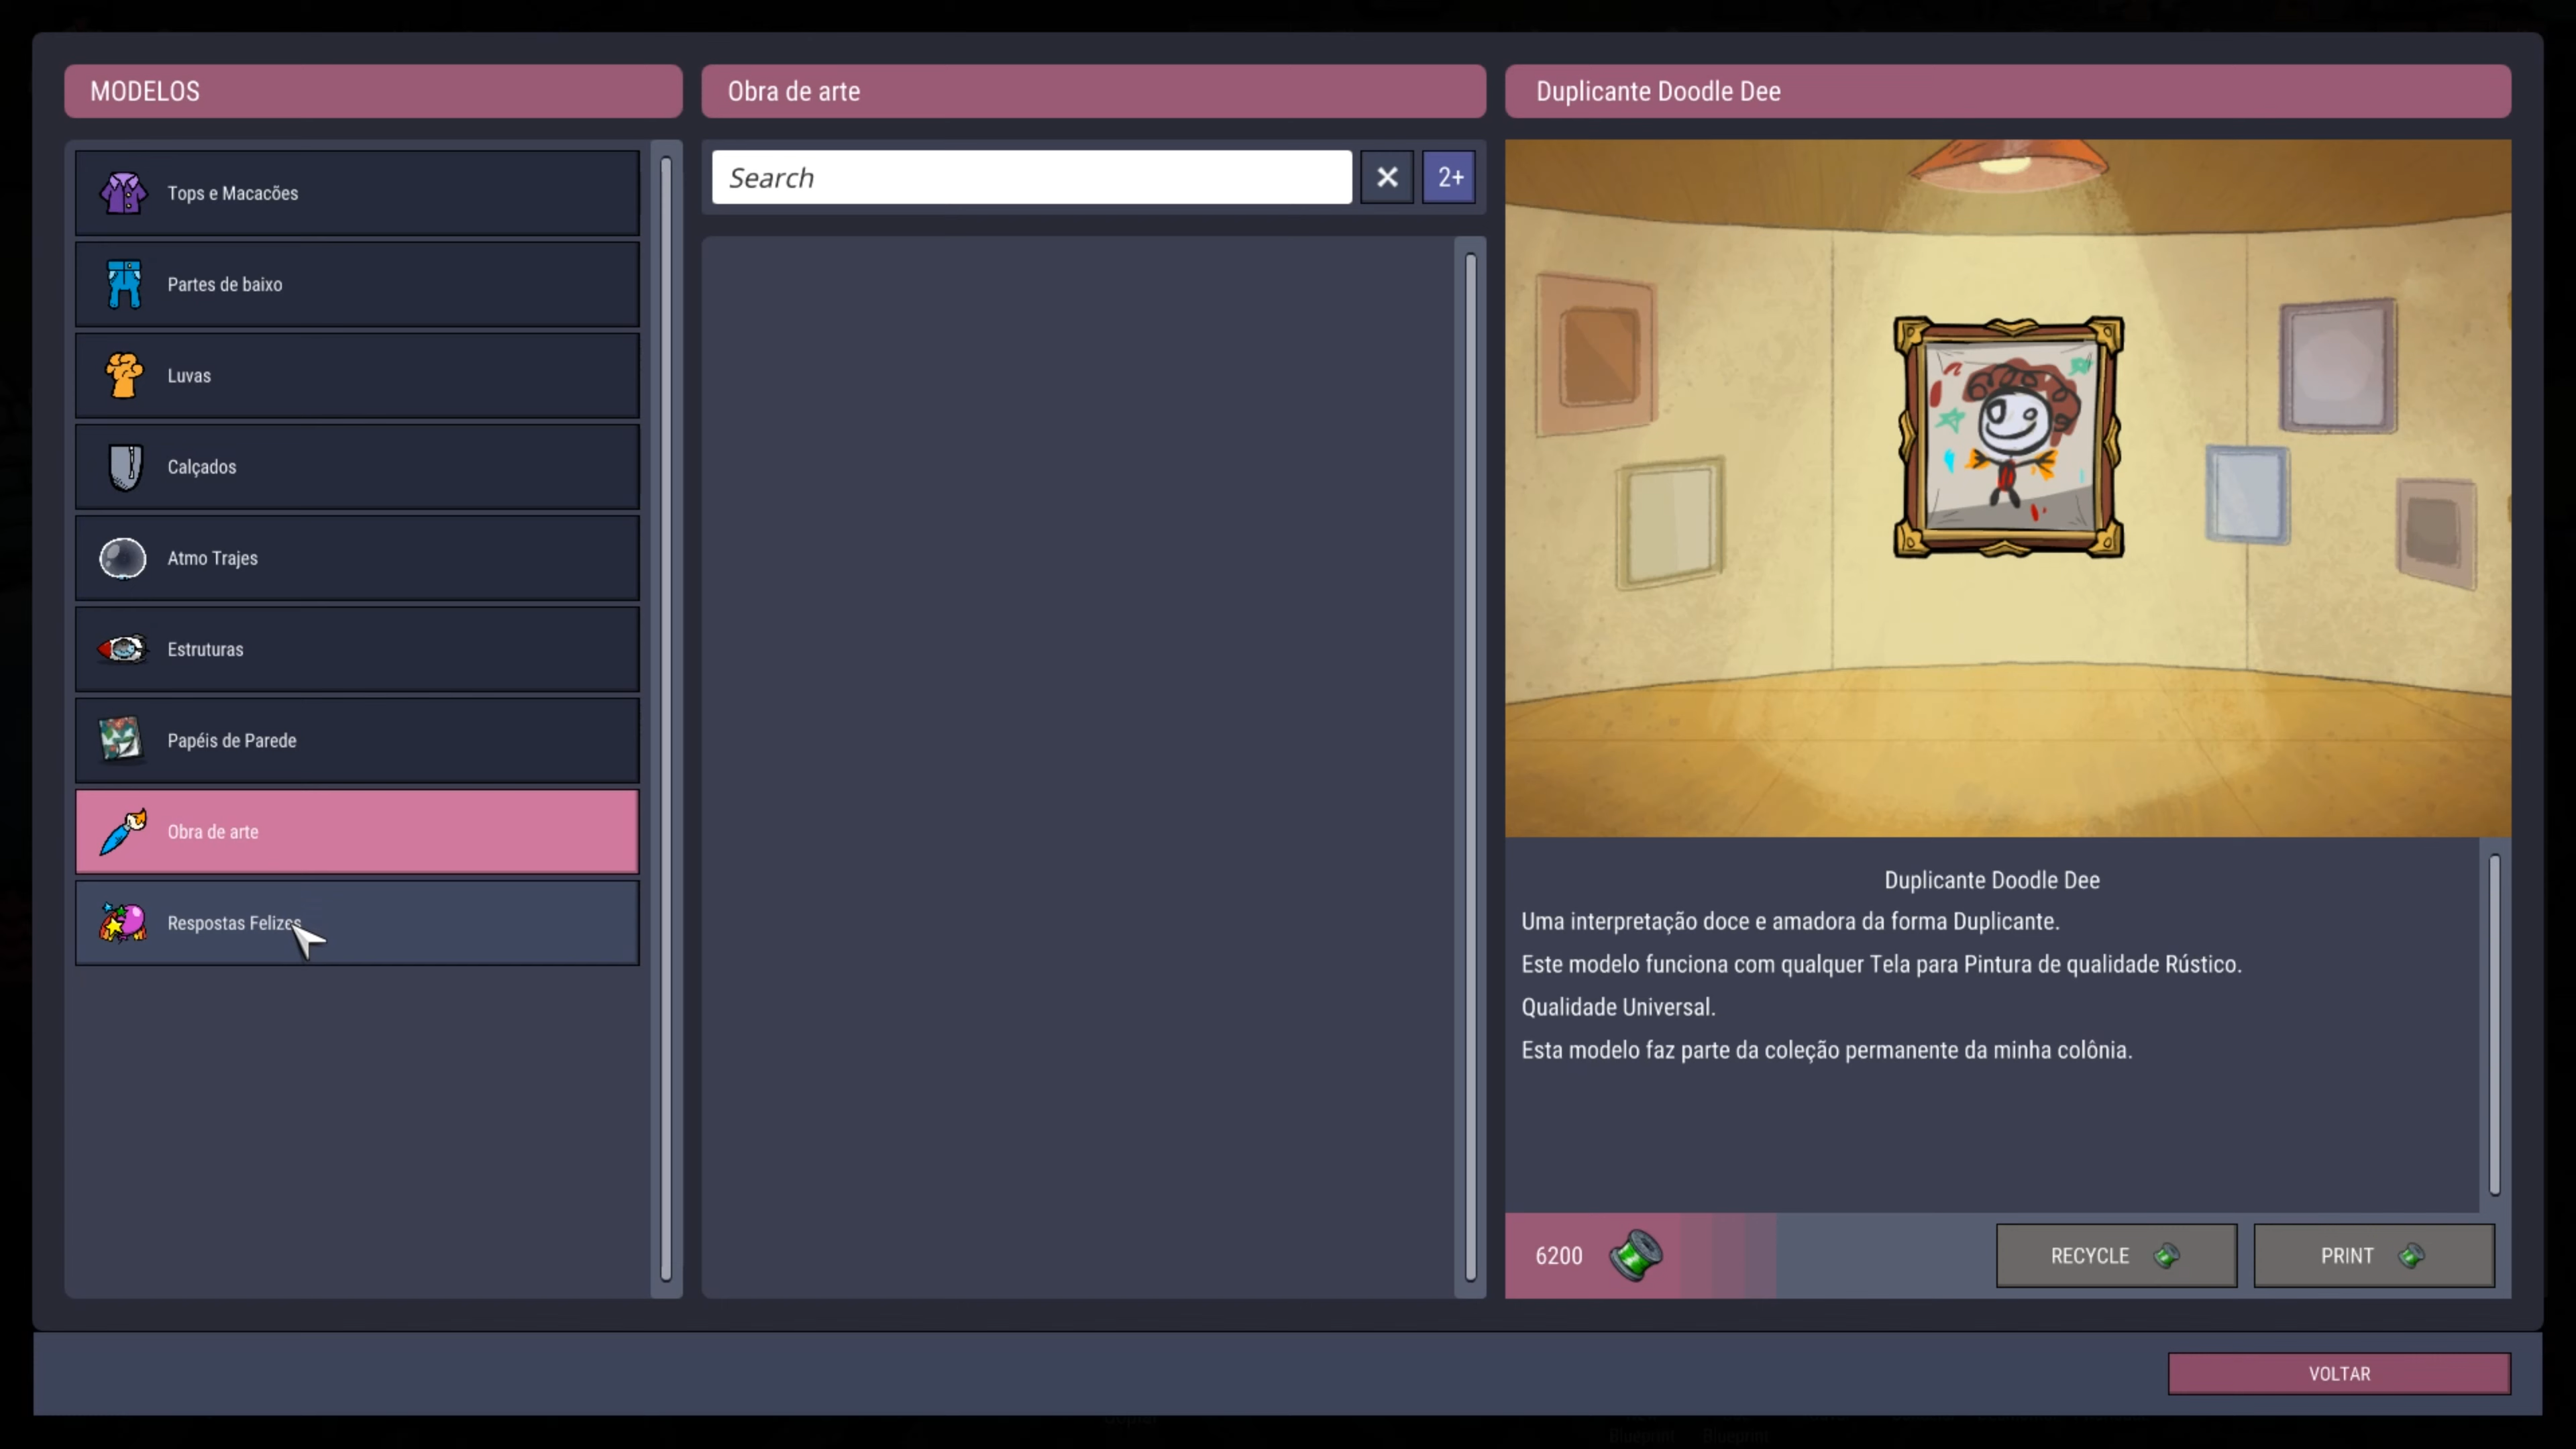 MODELOS
Tops e Macacões
Partes de baixo
Luvas
Calçados
Atmo Trajes
Estruturas
Papéis de Parede
Obra de arte
Respostas Felizes
Obra de arte
Search
2+
Duplicante Doodle Dee
Duplicante Doodle Dee
Uma interpretação doce e amadora da forma Duplicante.
Este modelo funciona com qualquer Tela para Pintura de qualidade Rústico.
Qualidade Universal.
Esta modelo faz parte da coleção permanente da minha colônia.
6200
RECYCLE
PRINT
VOLTAR
Blueprint Blueprint